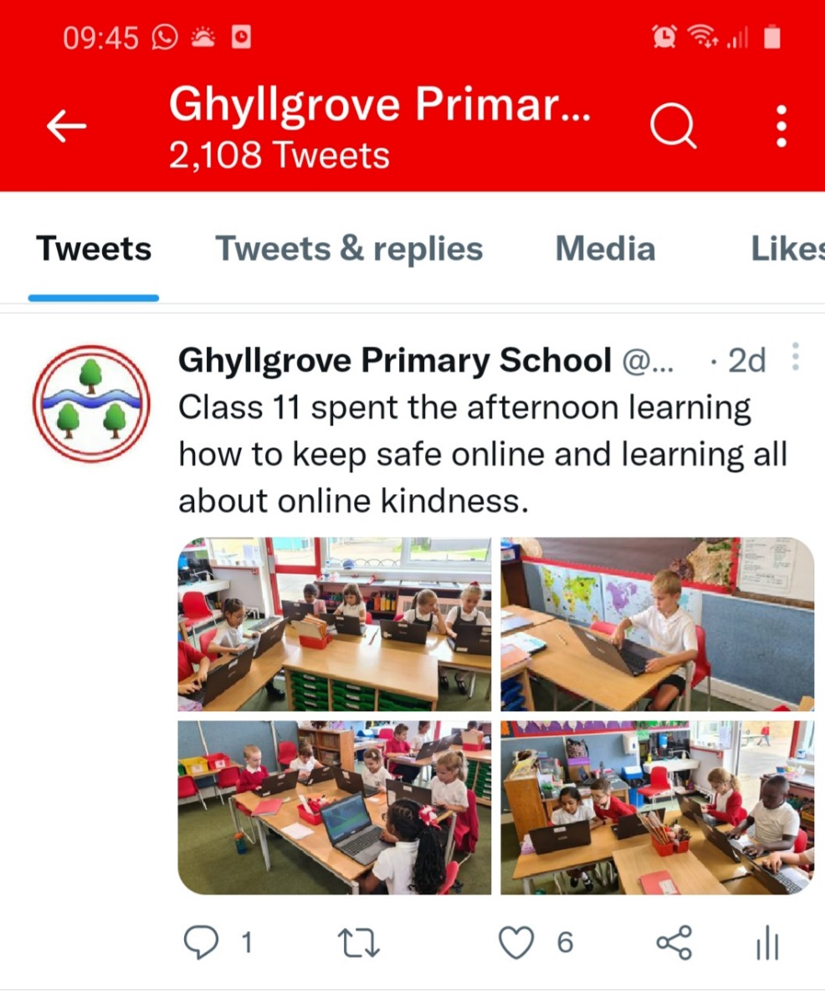 09:45
Ghyllgrove Primar...
2,108 Tweets
Tweets
Tweets & replies
Media
Likes
Ghyllgrove Primary School @... · 2d
Class 11 spent the afternoon learning
how to keep safe online and learning all
about online kindness.
1
6